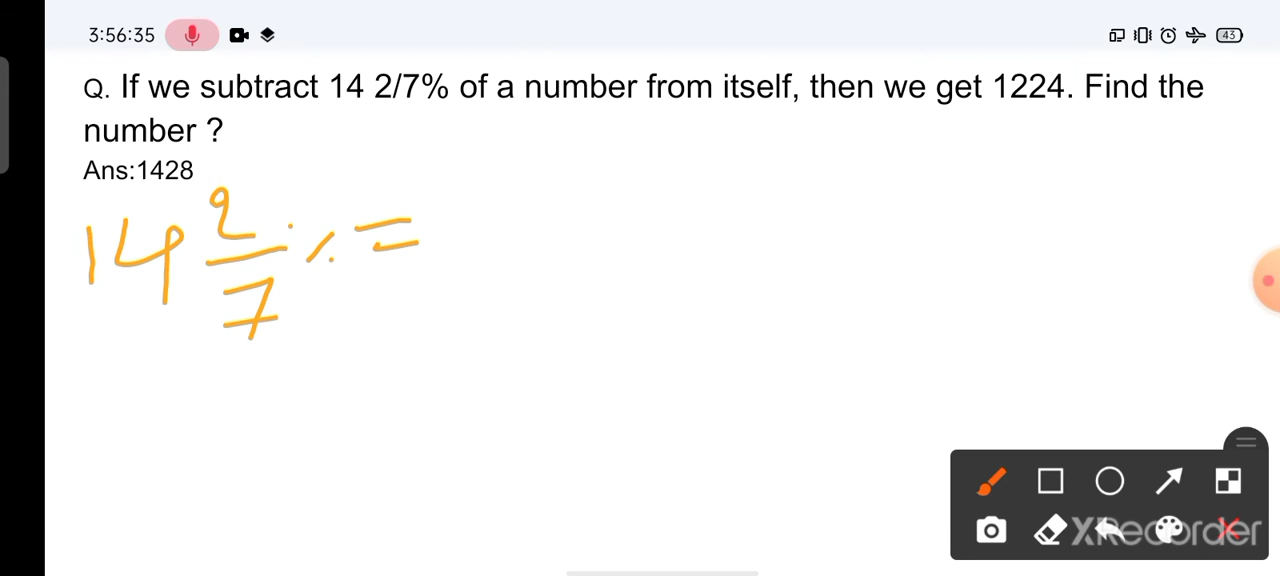 3:56:35
43
Q. If we subtract 14 2/7% of a number from itself, then we get 1224. Find the
number ?
Ans:1428
14 2/7 % =
XRecorder